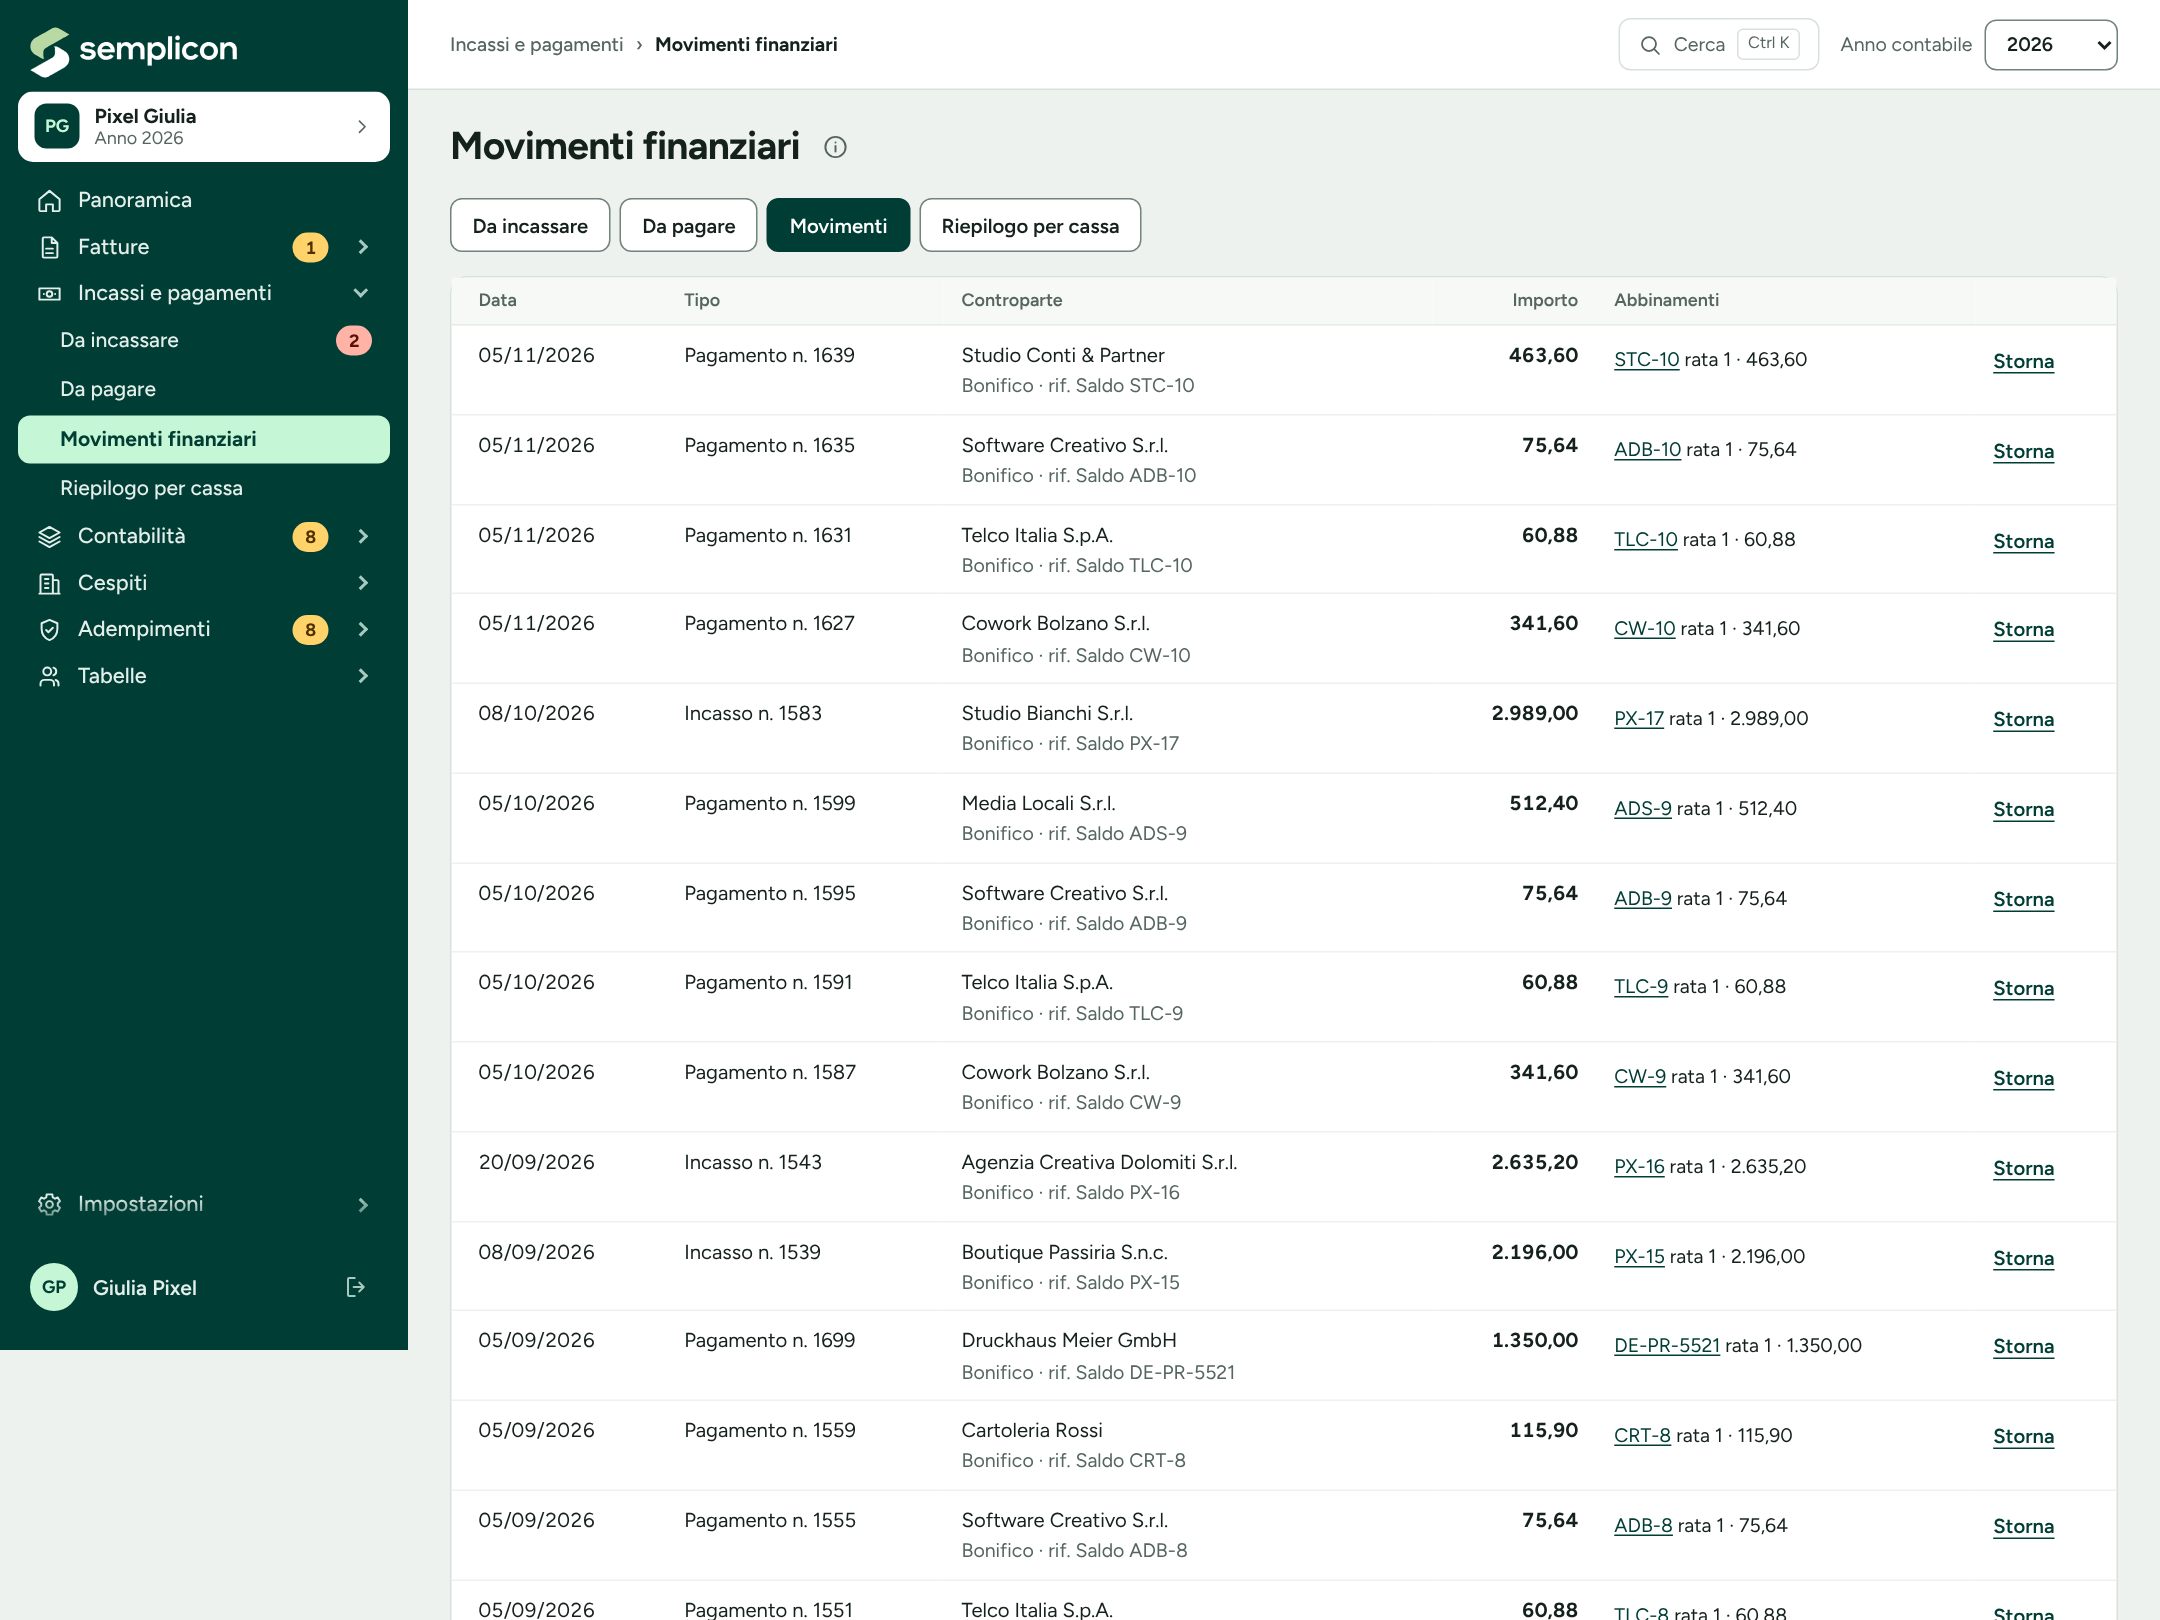 semplicon
PG
Pixel Giulia
Anno 2026
Panoramica
Fatture 1
Incassi e pagamenti
Da incassare 2
Da pagare
Movimenti finanziari
Riepilogo per cassa
Contabilità 8
Cespiti
Adempimenti 8
Tabelle
Impostazioni
GP Giulia Pixel
Incassi e pagamenti › Movimenti finanziari
Cerca Ctrl K Anno contabile 2026
Movimenti finanziari
Da incassare Da pagare Movimenti Riepilogo per cassa
Data Tipo Controparte Importo Abbinamenti
05/11/2026 Pagamento n. 1639 Studio Conti & Partner 463,60 STC-10 rata 1 · 463,60 Storna
Bonifico · rif. Saldo STC-10
05/11/2026 Pagamento n. 1635 Software Creativo S.r.l. 75,64 ADB-10 rata 1 · 75,64 Storna
Bonifico · rif. Saldo ADB-10
05/11/2026 Pagamento n. 1631 Telco Italia S.p.A. 60,88 TLC-10 rata 1 · 60,88 Storna
Bonifico · rif. Saldo TLC-10
05/11/2026 Pagamento n. 1627 Cowork Bolzano S.r.l. 341,60 CW-10 rata 1 · 341,60 Storna
Bonifico · rif. Saldo CW-10
08/10/2026 Incasso n. 1583 Studio Bianchi S.r.l. 2.989,00 PX-17 rata 1 · 2.989,00 Storna
Bonifico · rif. Saldo PX-17
05/10/2026 Pagamento n. 1599 Media Locali S.r.l. 512,40 ADS-9 rata 1 · 512,40 Storna
Bonifico · rif. Saldo ADS-9
05/10/2026 Pagamento n. 1595 Software Creativo S.r.l. 75,64 ADB-9 rata 1 · 75,64 Storna
Bonifico · rif. Saldo ADB-9
05/10/2026 Pagamento n. 1591 Telco Italia S.p.A. 60,88 TLC-9 rata 1 · 60,88 Storna
Bonifico · rif. Saldo TLC-9
05/10/2026 Pagamento n. 1587 Cowork Bolzano S.r.l. 341,60 CW-9 rata 1 · 341,60 Storna
Bonifico · rif. Saldo CW-9
20/09/2026 Incasso n. 1543 Agenzia Creativa Dolomiti S.r.l. 2.635,20 PX-16 rata 1 · 2.635,20 Storna
Bonifico · rif. Saldo PX-16
08/09/2026 Incasso n. 1539 Boutique Passiria S.n.c. 2.196,00 PX-15 rata 1 · 2.196,00 Storna
Bonifico · rif. Saldo PX-15
05/09/2026 Pagamento n. 1699 Druckhaus Meier GmbH 1.350,00 DE-PR-5521 rata 1 · 1.350,00 Storna
Bonifico · rif. Saldo DE-PR-5521
05/09/2026 Pagamento n. 1559 Cartoleria Rossi 115,90 CRT-8 rata 1 · 115,90 Storna
Bonifico · rif. Saldo CRT-8
05/09/2026 Pagamento n. 1555 Software Creativo S.r.l. 75,64 ADB-8 rata 1 · 75,64 Storna
Bonifico · rif. Saldo ADB-8
05/09/2026 Pagamento n. 1551 Telco Italia S.p.A. 60,88 TLC-8 rata 1 · 60,88 Storna